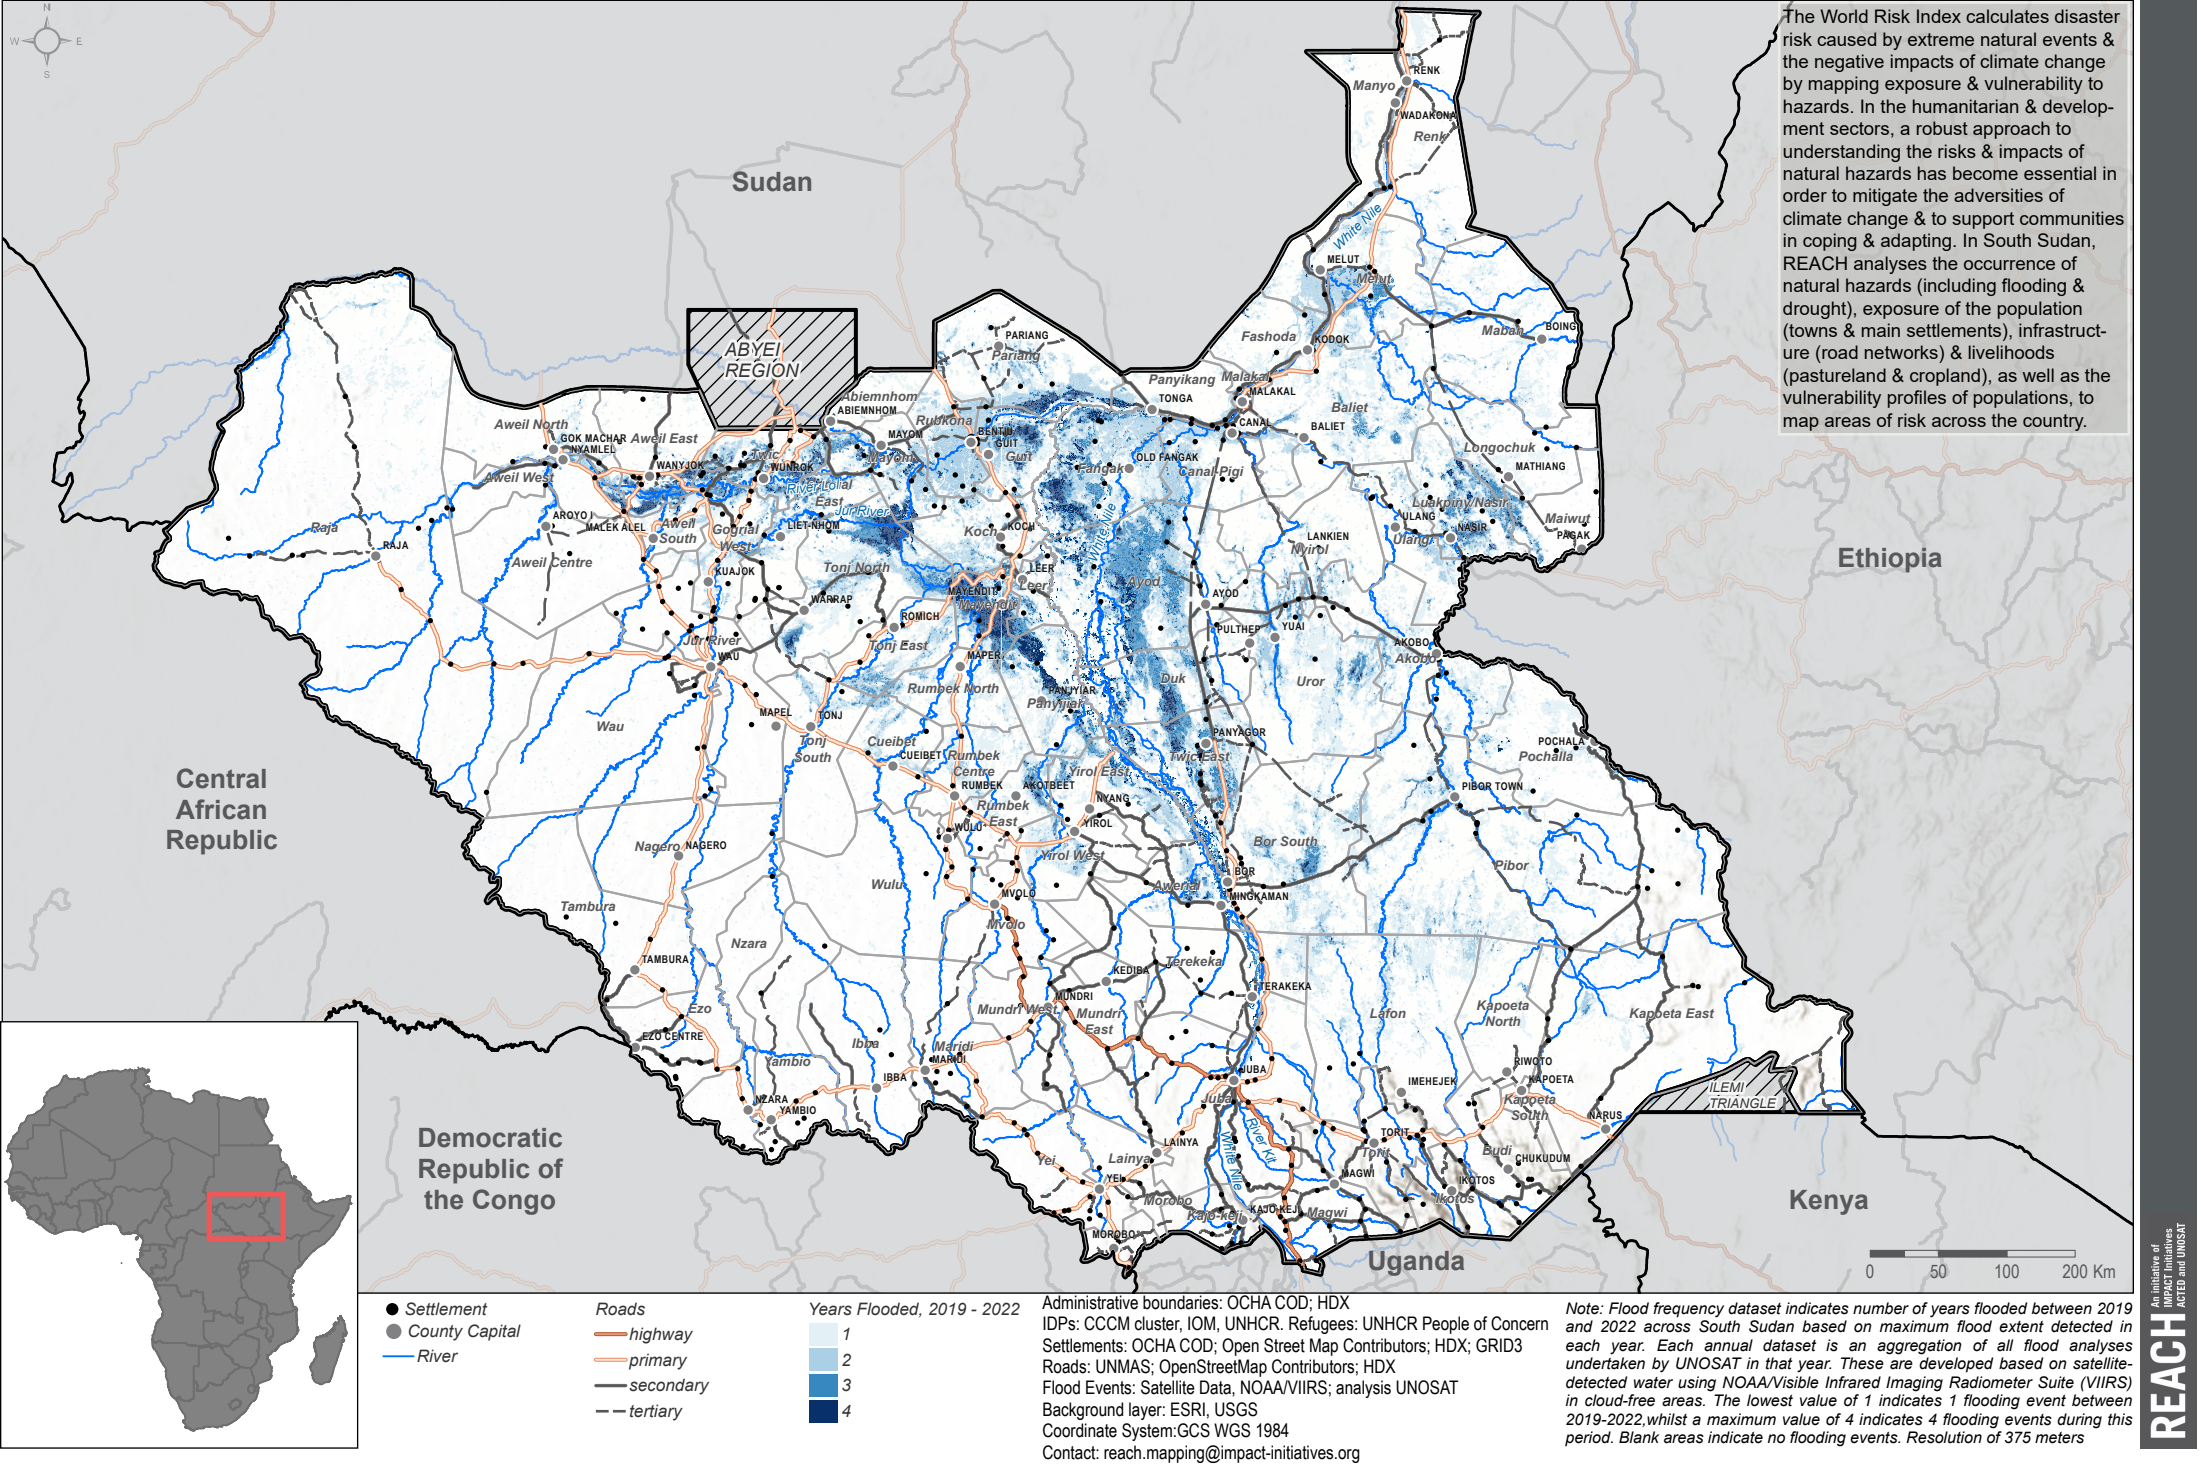 N
W
E
S
The World Risk Index calculates disaster
risk caused by extreme natural events &
the negative impacts of climate change
by mapping exposure & vulnerability to
hazards. In the humanitarian & develop-
ment sectors, a robust approach to
understanding the risks & impacts of
natural hazards has become essential in
order to mitigate the adversities of
climate change & to support communities
in coping & adapting. In South Sudan,
REACH analyses the occurrence of
natural hazards (including flooding &
drought), exposure of the population
(towns & main settlements), infrastruct-
ure (road networks) & livelihoods
(pastureland & cropland), as well as the
vulnerability profiles of populations, to
map areas of risk across the country.
RENK
Manyo
WADAKONA
Renk
Sudan
White Nile
MELUT
Melut
ABYEI
REGION
PARIANG
Pariang
Fashoda
KODOK
Maban
BOING
Abiemnhom
ABIEMNHOM
Panyikang
Malakal
MALAKAL
TONGA
Baliet
BALIET
CANAL
Aweil North
GOK MACHAR
NYAMLEL
Aweil East
Rubkona
BENTIU
GUIT
Guit
MAYOM
Mayom
Twic
WUNROK
WANYJOK
Aweil West
OLD FANGAK
Fangak
Canal-Pigi
Longochuk
MATHIANG
River Lol
Gogrial
East
Jur River
Luakpiny/Nasir
AROYO
MALEK ALEL
Aweil
South
Gogrial
West
LIET-NHOM
Koch
KOCH
White Nile
ULANG
Ulang
NASIR
Maiwut
PAGAK
Raja
RAJA
Aweil Centre
LANKIEN
Nyirol
Ethiopia
KUAJOK
Tonj North
LEER
Leer
MAYENDIT
Mayendit
Ayod
AYOD
WARRAP
ROMICH
PULTHEP
YUAI
AKOBO
Akobo
Jur River
WAU
Tonj East
MAPER
Rumbek North
PANJYIAR
Panyijiar
Duk
Uror
Wau
MAPEL
TONJ
Tonj
South
Cueibet
CUEIBET
Rumbek
Centre
RUMBEK
AKOTBEET
Rumbek
East
Yirol East
NYANG
YIROL
Yirol West
PANYAGOR
Twic East
POCHALA
Pochalla
PIBOR TOWN
Central
African
Republic
Nagero
NAGERO
WULU
Wulu
Bor South
Pibor
BOR
Awerial
MINGKAMAN
MVOLO
Mvolo
Tambura
TAMBURA
Nzara
Terekeka
KEDIBA
TERAKEKA
Mundri West
MUNDRI
Mundri
East
Lafon
Kapoeta
North
Kapoeta East
Ezo
EZO CENTRE
Yambio
Ibba
IBBA
Maridi
MARIDI
JUBA
Juba
IMEHEJEK
RIWOTO
KAPOETA
Kapoeta
South
ILEMI
TRIANGLE
NZARA
YAMBIO
NARUS
Democratic
Republic of
the Congo
Yei
YEI
Lainya
LAINYA
White Nile
River Kit
TORIT
Torit
MAGWI
Magwi
Budi
CHUKUDUM
IKOTOS
Ikotos
Morobo
MOROBO
Kajo-keji
KAJO-KEJI
Kenya
Uganda
0 50 100 200 Km
Settlement
County Capital
River
Roads
highway
primary
secondary
tertiary
Years Flooded, 2019 - 2022
1
2
3
4
Administrative boundaries: OCHA COD; HDX
IDPs: CCCM cluster, IOM, UNHCR. Refugees: UNHCR People of Concern
Settlements: OCHA COD; Open Street Map Contributors; HDX; GRID3
Roads: UNMAS; OpenStreetMap Contributors; HDX
Flood Events: Satellite Data, NOAA/VIIRS; analysis UNOSAT
Background layer: ESRI, USGS
Coordinate System:GCS WGS 1984
Contact: reach.mapping@impact-initiatives.org
Note: Flood frequency dataset indicates number of years flooded between 2019
and 2022 across South Sudan based on maximum flood extent detected in
each year. Each annual dataset is an aggregation of all flood analyses
undertaken by UNOSAT in that year. These are developed based on satellite-
detected water using NOAA/Visible Infrared Imaging Radiometer Suite (VIIRS)
in cloud-free areas. The lowest value of 1 indicates 1 flooding event between
2019-2022,whilst a maximum value of 4 indicates 4 flooding events during this
period. Blank areas indicate no flooding events. Resolution of 375 meters
REACH
An initiative of
IMPACT Initiatives
ACTED and UNOSAT